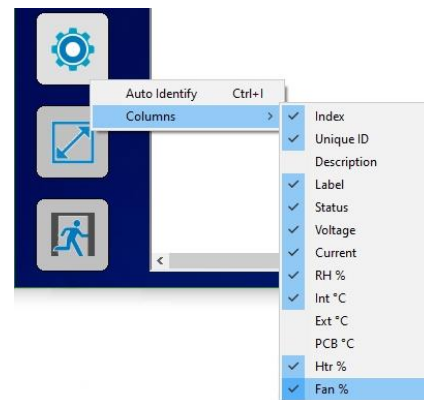 Auto Identify Ctrl+I
Columns
Index
Unique ID
Description
Label
Status
Voltage
Current
RH %
Int °C
Ext °C
PCB °C
Htr %
Fan %